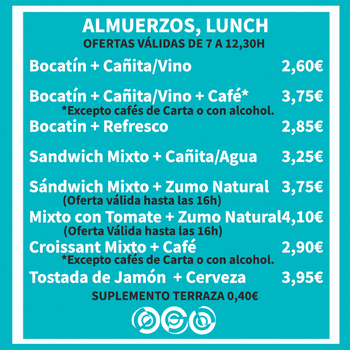 ALMUERZOS, LUNCH
OFERTAS VÁLIDAS DE 7 A 12,30H
Bocatín + Cañita/Vino 2,60€
Bocatín + Cañita/Vino + Café* 3,75€
*Excepto cafés de Carta o con alcohol.
Bocatin + Refresco 2,85€
Sandwich Mixto + Cañita/Agua 3,25€
Sándwich Mixto + Zumo Natural 3,75€
(Oferta válida hasta las 16h)
Mixto con Tomate + Zumo Natural 4,10€
(Oferta Válida hasta las 16h)
Croissant Mixto + Café 2,90€
*Excepto cafés de Carta o con alcohol.
Tostada de Jamón + Cerveza 3,95€
SUPLEMENTO TERRAZA 0,40€